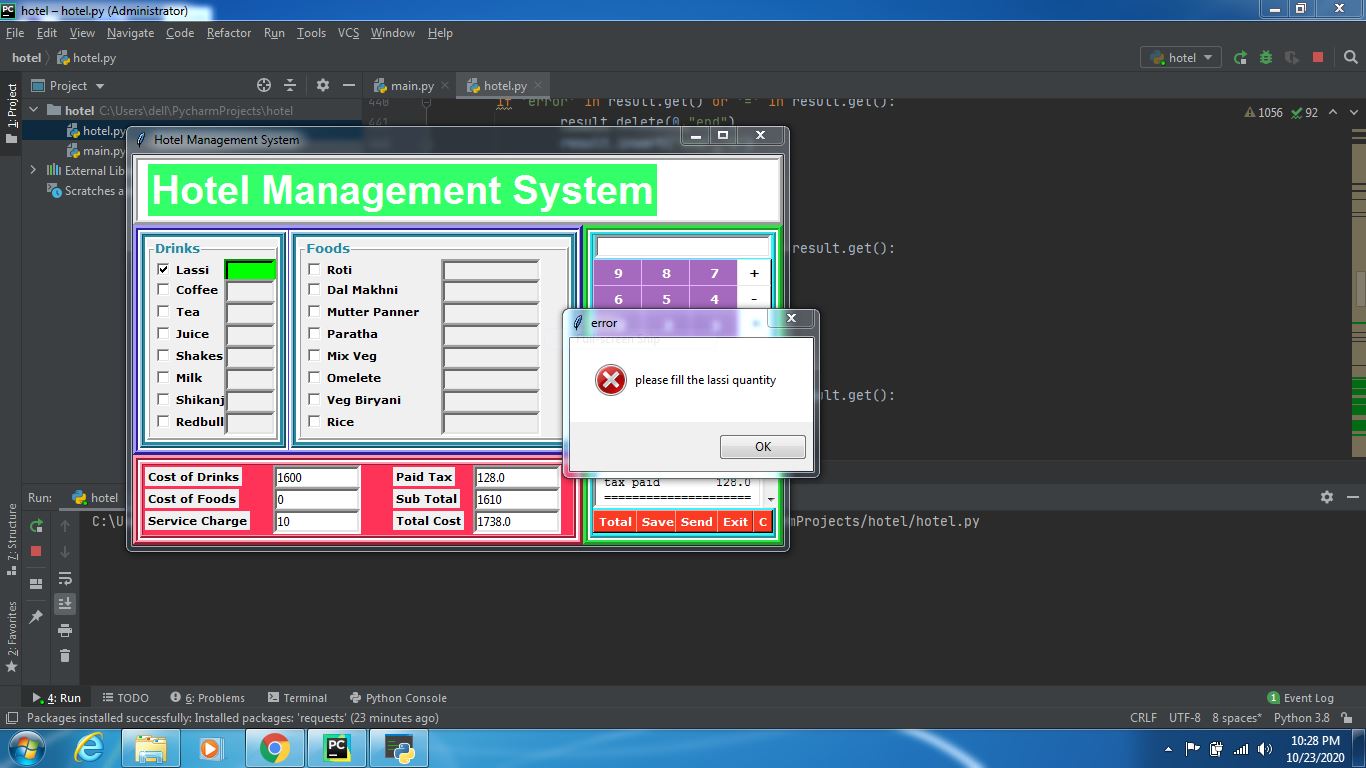 hotel – hotel.py (Administrator)
File Edit View Navigate Code Refactor Run Tools VCS Window Help
hotel hotel.py hotel
Project main.py hotel.py
1: Project
hotel C:\Users\dell\PycharmProjects\hotel
hotel.py
main.py
External Lib
Scratches a
440 if 'error' in result.get() or '=' in result.get():
441 result.delete(0,"end")
1056 92
result.get():
result.get():
Hotel Management System
Hotel Management System
Drinks
Lassi
Coffee
Tea
Juice
Shakes
Milk
Shikanj
Redbull
Foods
Roti
Dal Makhni
Mutter Panner
Paratha
Mix Veg
Omelete
Veg Biryani
Rice
9 8 7 +
6 5 4 -
error
please fill the lassi quantity
OK
Cost of Drinks 1600 Paid Tax 128.0
Cost of Foods 0 Sub Total 1610
Service Charge 10 Total Cost 1738.0
tax paid 128.0
=====================
Total Save Send Exit C
Run: hotel
C:\U
mProjects/hotel/hotel.py
7: Structure
2: Favorites
4: Run TODO 6: Problems Terminal Python Console 1 Event Log
Packages installed successfully: Installed packages: 'requests' (23 minutes ago) CRLF UTF-8 8 spaces* Python 3.8
10:28 PM
10/23/2020